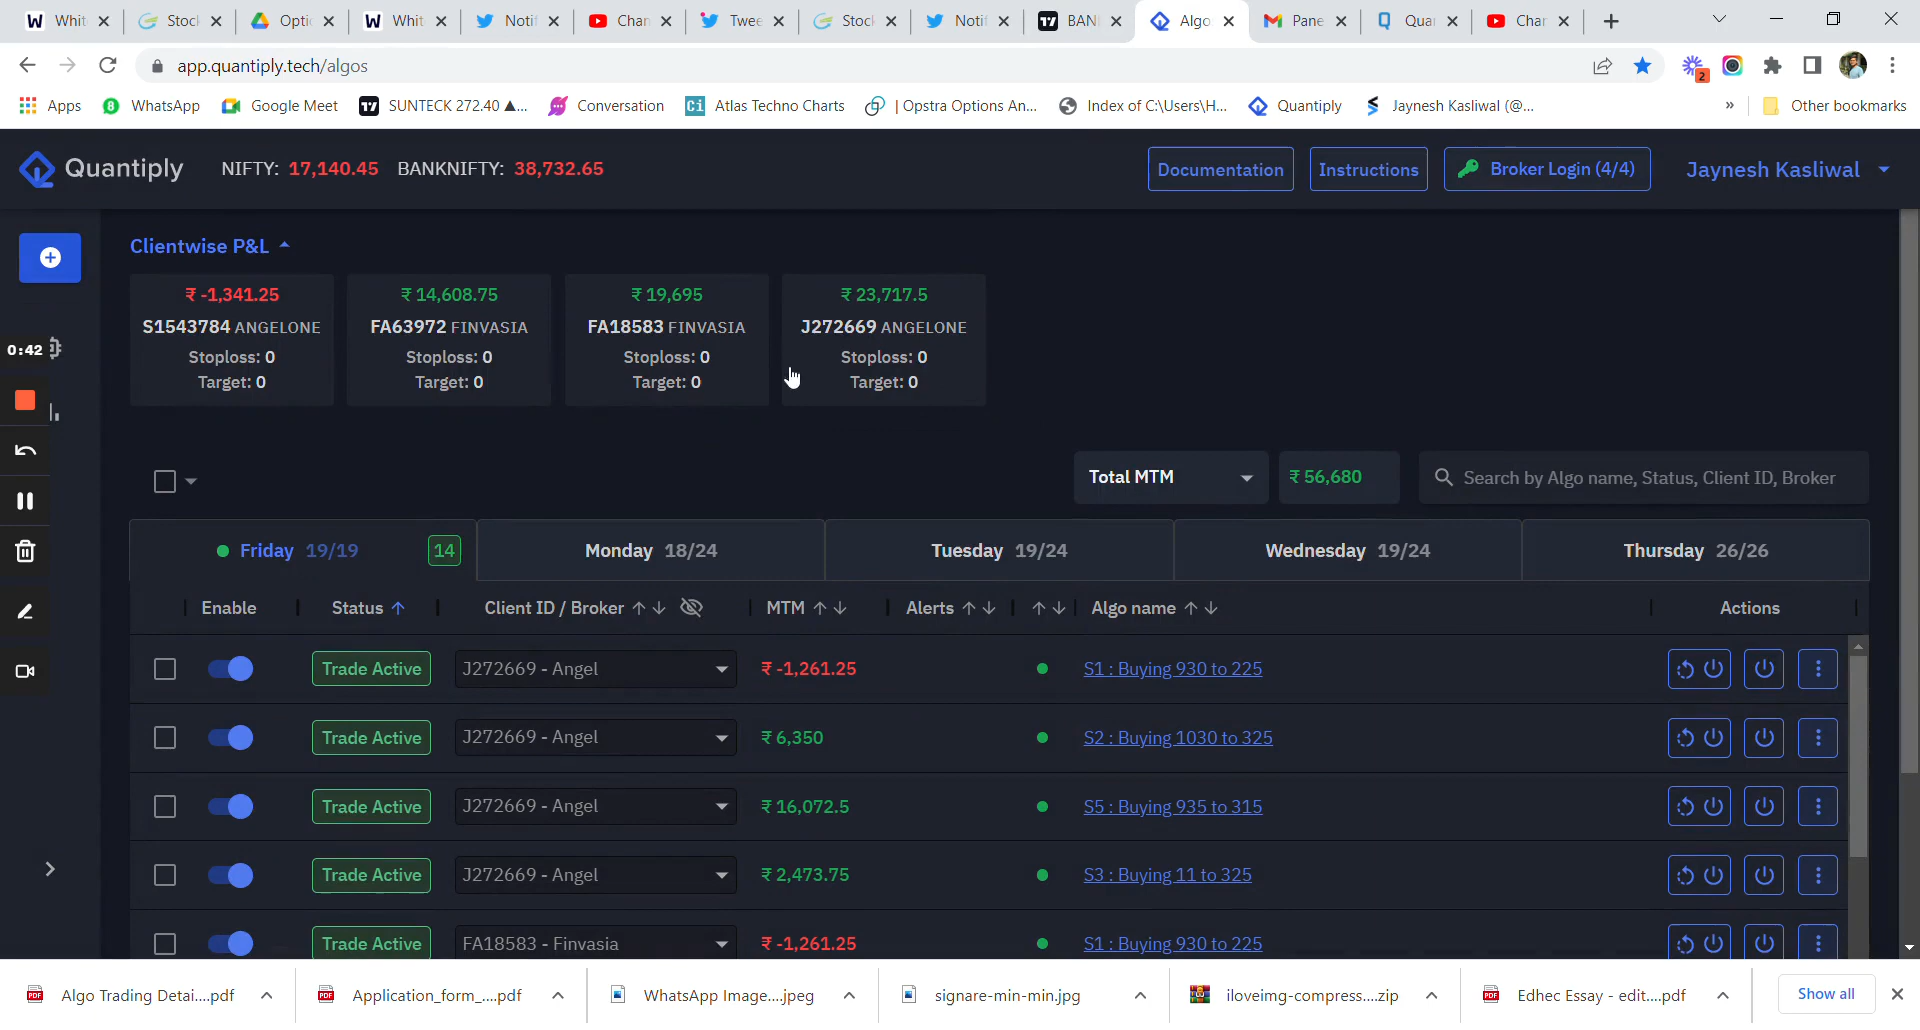 Whit
Stock
Opti
Whit
Notif
Chan
Twee
Stock
Notif
BANI
Algo
Pane
Quan
Chan
app.quantiply.tech/algos
2
Apps
WhatsApp
Google Meet
SUNTECK 272.40 ▲...
Conversation
Atlas Techno Charts
| Opstra Options An...
Index of C:\Users\H...
Quantiply
Jaynesh Kasliwal (@...
»
Other bookmarks
Quantiply
NIFTY: 17,140.45 BANKNIFTY: 38,732.65
Documentation
Instructions
Broker Login (4/4)
Jaynesh Kasliwal
Clientwise P&L
₹ -1,341.25
S1543784 ANGELONE
Stoploss: 0
Target: 0
₹ 14,608.75
FA63972 FINVASIA
Stoploss: 0
Target: 0
₹ 19,695
FA18583 FINVASIA
Stoploss: 0
Target: 0
₹ 23,717.5
J272669 ANGELONE
Stoploss: 0
Target: 0
0:42
Total MTM
₹ 56,680
Search by Algo name, Status, Client ID, Broker
Friday 19/19 14
Monday 18/24
Tuesday 19/24
Wednesday 19/24
Thursday 26/26
Enable Status ↑ Client ID / Broker ↑↓ MTM ↑↓ Alerts ↑↓ ↑↓ Algo name ↑↓ Actions
Trade Active J272669 - Angel ₹ -1,261.25 S1 : Buying 930 to 225
Trade Active J272669 - Angel ₹ 6,350 S2 : Buying 1030 to 325
Trade Active J272669 - Angel ₹ 16,072.5 S5 : Buying 935 to 315
Trade Active J272669 - Angel ₹ 2,473.75 S3 : Buying 11 to 325
Trade Active FA18583 - Finvasia ₹ -1,261.25 S1 : Buying 930 to 225
Algo Trading Detai....pdf
Application_form_....pdf
WhatsApp Image....jpeg
signare-min-min.jpg
iloveimg-compress....zip
Edhec Essay - edit....pdf
Show all